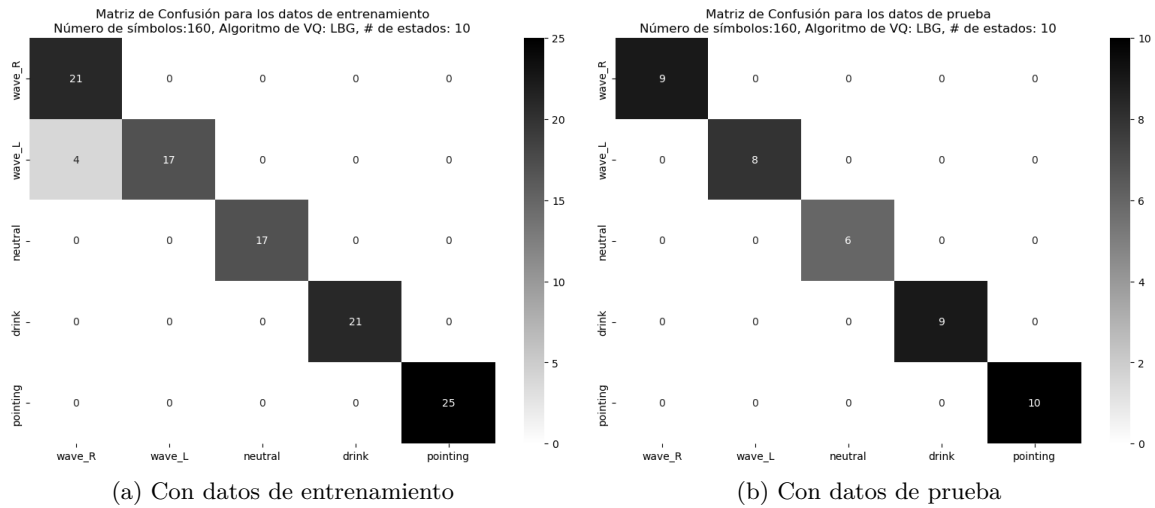 Matriz de Confusión para los datos de entrenamiento
Número de símbolos:160, Algoritmo de VQ: LBG, # de estados: 10
wave_R 21 0 0 0 0
wave_L 4 17 0 0 0
neutral 0 0 17 0 0
drink 0 0 0 21 0
pointing 0 0 0 0 25
wave_R wave_L neutral drink pointing
25
20
15
10
5
0
(a) Con datos de entrenamiento
Matriz de Confusión para los datos de prueba
Número de símbolos:160, Algoritmo de VQ: LBG, # de estados: 10
wave_R 9 0 0 0 0
wave_L 0 8 0 0 0
neutral 0 0 6 0 0
drink 0 0 0 9 0
pointing 0 0 0 0 10
wave_R wave_L neutral drink pointing
10
8
6
4
2
0
(b) Con datos de prueba